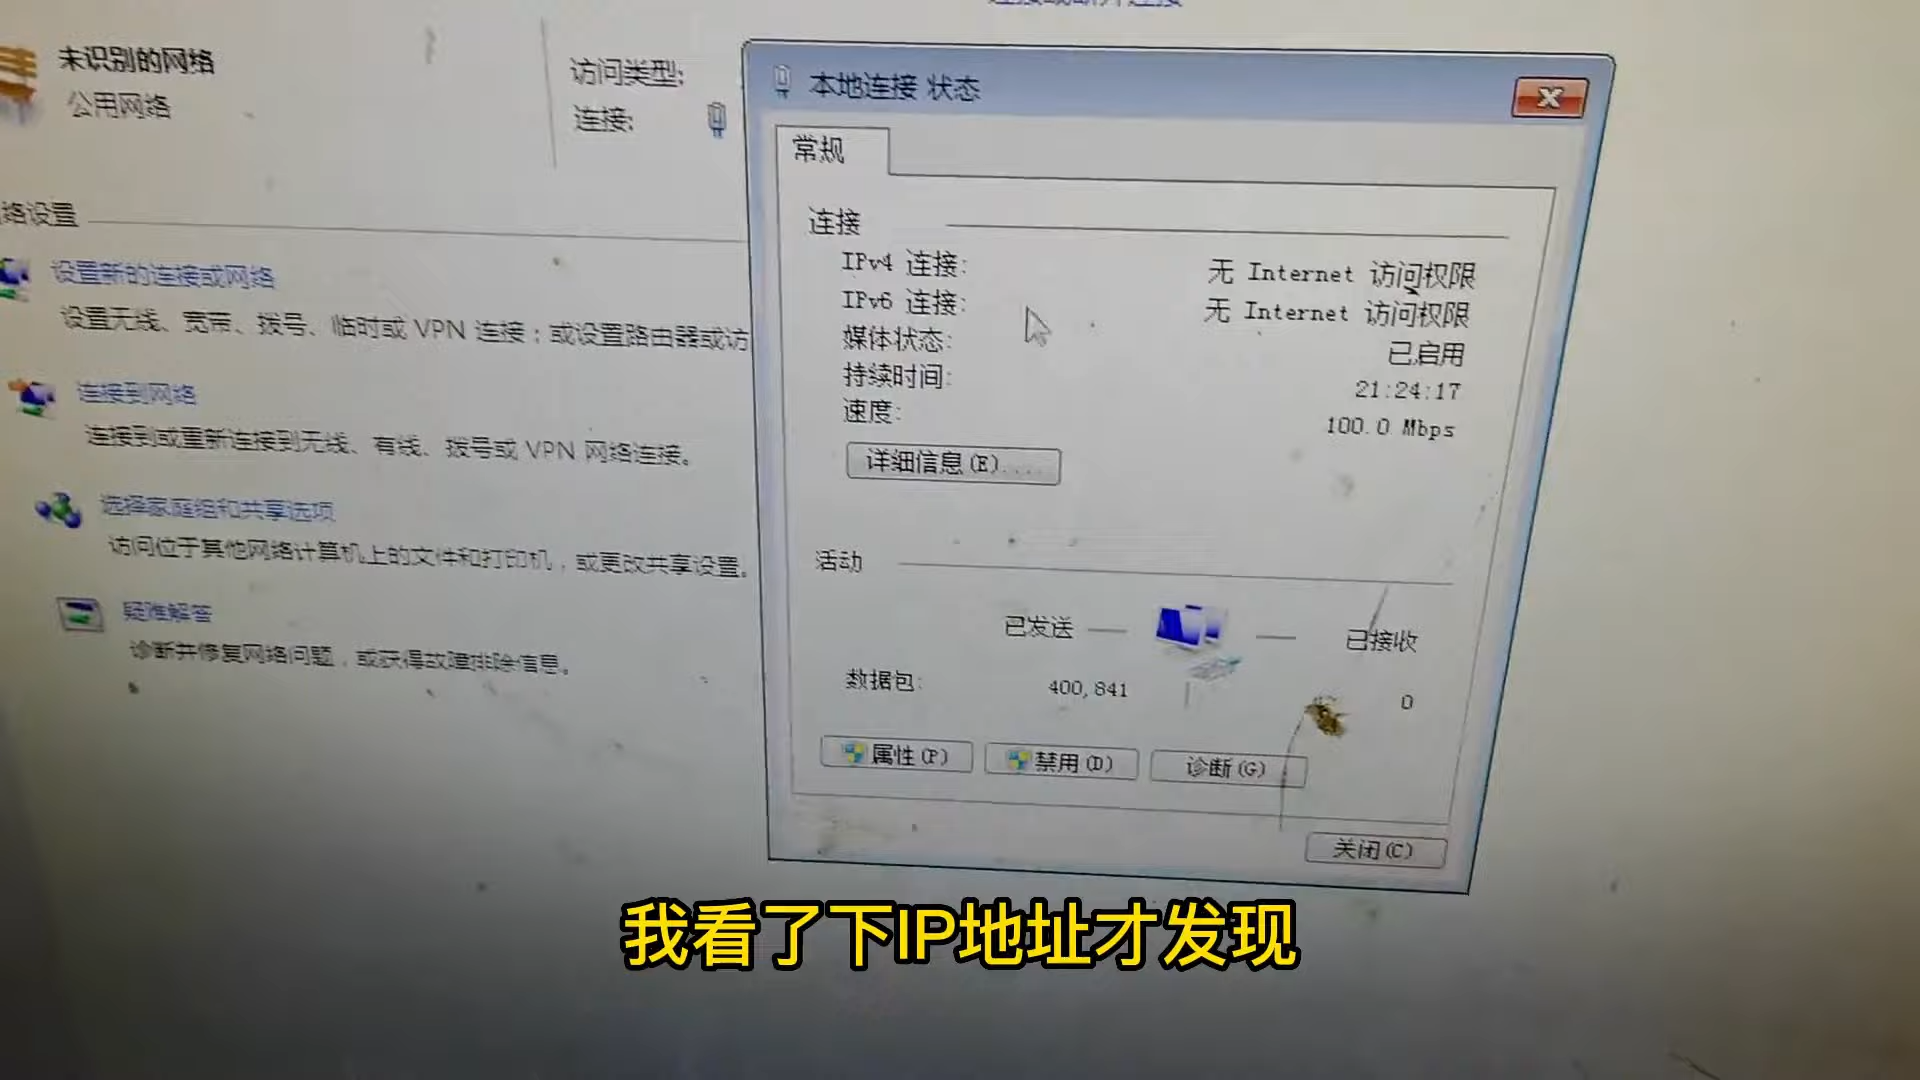 未识别的网络
公用网络
访问类型:
连接:
络设置
设置新的连接或网络
设置无线、宽带、拨号、临时或 VPN 连接；或设置路由器或访
连接到网络
连接到或重新连接到无线、有线、拨号或 VPN 网络连接。
选择家庭组和共享选项
访问位于其他网络计算机上的文件和打印机，或更改共享设置。
疑难解答
诊断并修复网络问题，或获得故障排除信息。
本地连接 状态
常规
连接
IPv4 连接: 无 Internet 访问权限
IPv6 连接: 无 Internet 访问权限
媒体状态: 已启用
持续时间: 21:24:17
速度: 100.0 Mbps
详细信息(E)....
活动
已发送 — — 已接收
数据包: 400,841 0
属性(P) 禁用(D) 诊断(G)
关闭(C)
我看了下IP地址才发现